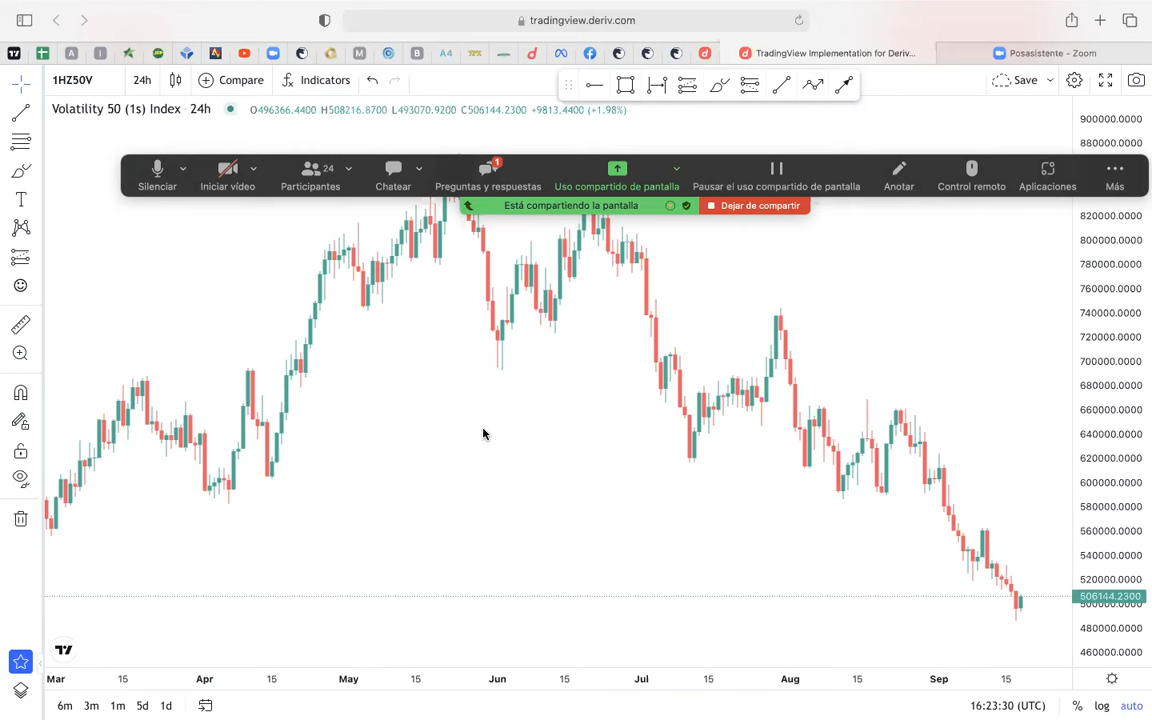 tradingview.deriv.com
A I JEM M B A4 TPX
TradingView Implementation for Deriv...
Posasistente - Zoom
1HZ50V 24h Compare Indicators Save
Volatility 50 (1s) Index · 24h O496366.4400 H508216.8700 L493070.9200 C506144.2300 +9813.4400 (+1.98%)
900000.0000
880000.0000
24 1
Silenciar Iniciar vídeo Participantes Chatear Preguntas y respuestas Uso compartido de pantalla Pausar el uso compartido de pantalla Anotar Control remoto Aplicaciones Más
Está compartiendo la pantalla Dejar de compartir
820000.0000
800000.0000
780000.0000
760000.0000
740000.0000
720000.0000
700000.0000
680000.0000
660000.0000
640000.0000
620000.0000
600000.0000
580000.0000
560000.0000
540000.0000
520000.0000
506144.2300
500000.0000
480000.0000
460000.0000
Mar 15 Apr 15 May 15 Jun 15 Jul 15 Aug 15 Sep 15
6m 3m 1m 5d 1d 16:23:30 (UTC) % log auto